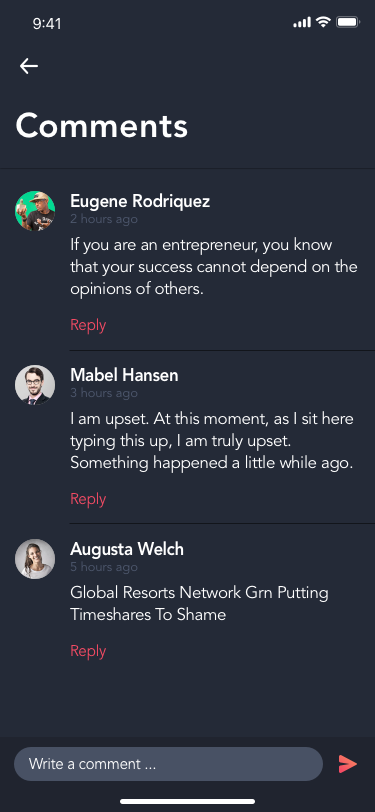 9:41
Comments
Eugene Rodriquez
2 hours ago
If you are an entrepreneur, you know
that your success cannot depend on the
opinions of others.
Reply
Mabel Hansen
3 hours ago
I am upset. At this moment, as I sit here
typing this up, I am truly upset.
Something happened a little while ago.
Reply
Augusta Welch
5 hours ago
Global Resorts Network Grn Putting
Timeshares To Shame
Reply
Write a comment ...